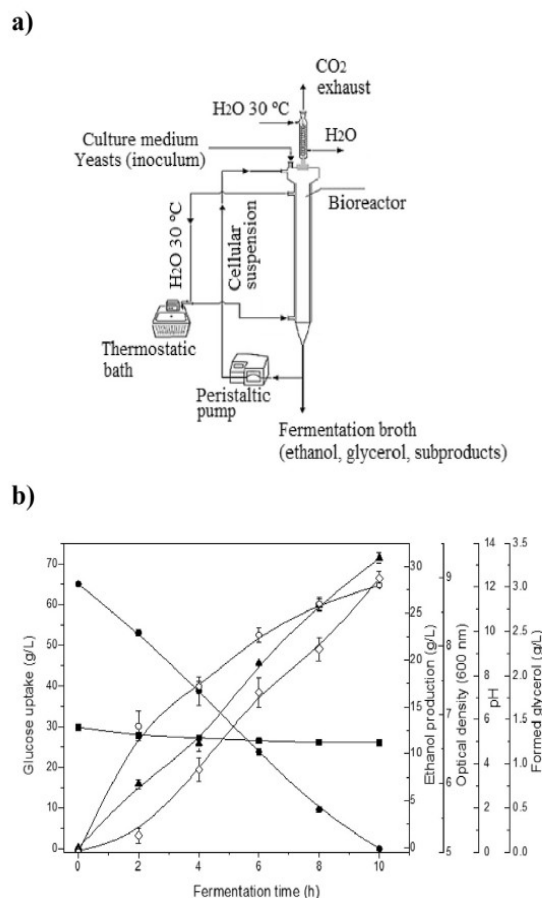 a)
CO2
exhaust
H2O 30 ºC
H2O
Culture medium
Yeasts (inoculum)
Bioreactor
H2O 30 ºC
Cellular
suspension
Thermostatic
bath
Peristaltic
pump
Fermentation broth
(ethanol, glycerol, subproducts)
b)
Glucose uptake (g/L)
70
60
50
40
30
20
10
0
0 2 4 6 8 10
Fermentation time (h)
30
25
20
15
10
5
0
Ethanol production (g/L)
9
8
7
6
5
Optical density (600 nm)
14
12
10
8
6
4
2
0
pH
3.5
3.0
2.5
2.0
1.5
1.0
0.5
0.0
Formed glycerol (g/L)